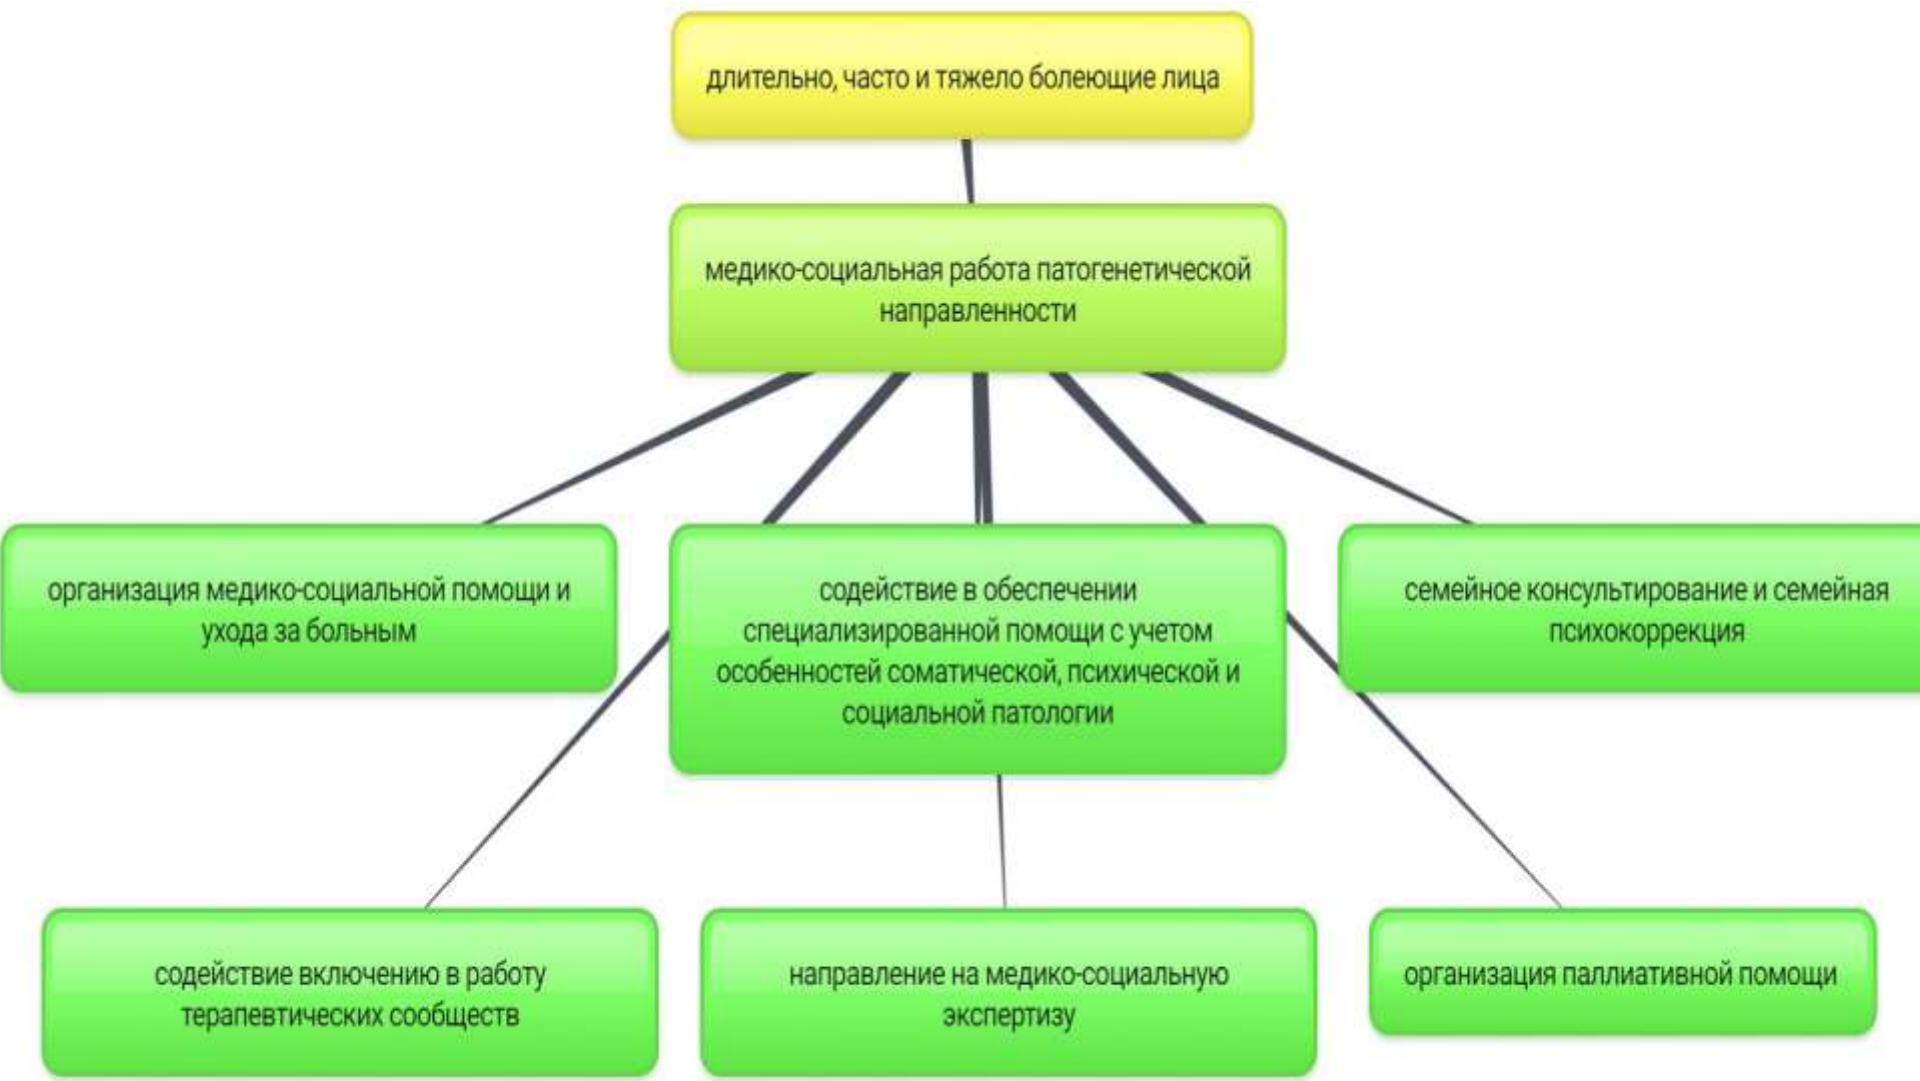 длительно, часто и тяжело болеющие лица
медико-социальная работа патогенетической
направленности
организация медико-социальной помощи и
ухода за больным
содействие в обеспечении
специализированной помощи с учетом
особенностей соматической, психической и
социальной патологии
семейное консультирование и семейная
психокоррекция
содействие включению в работу
терапевтических сообществ
направление на медико-социальную
экспертизу
организация паллиативной помощи